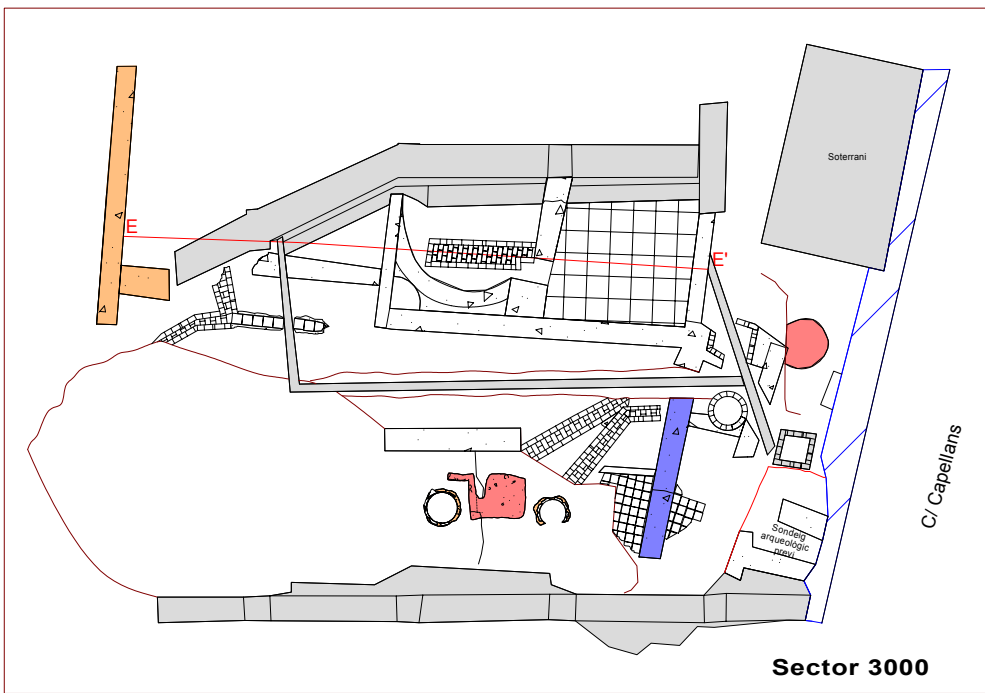 Soterrani
E
E'
C/ Capellans
Sondeig
arqueològic
previ
Sector 3000